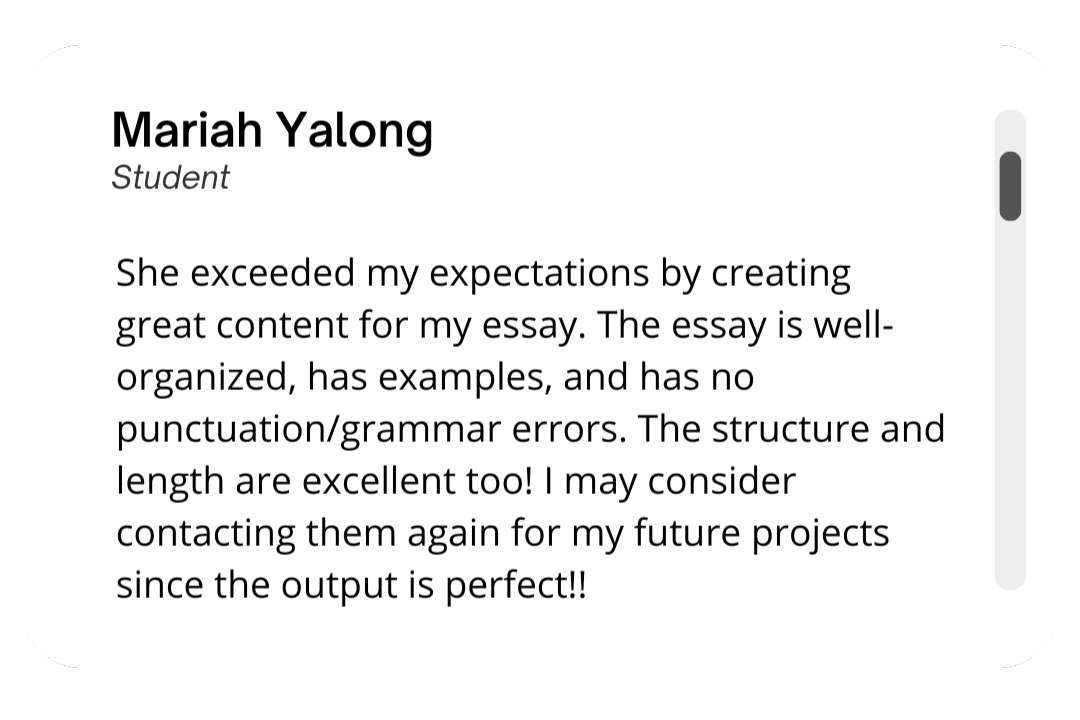 Mariah Yalong
Student
She exceeded my expectations by creating
great content for my essay. The essay is well-
organized, has examples, and has no
punctuation/grammar errors. The structure and
length are excellent too! I may consider
contacting them again for my future projects
since the output is perfect!!